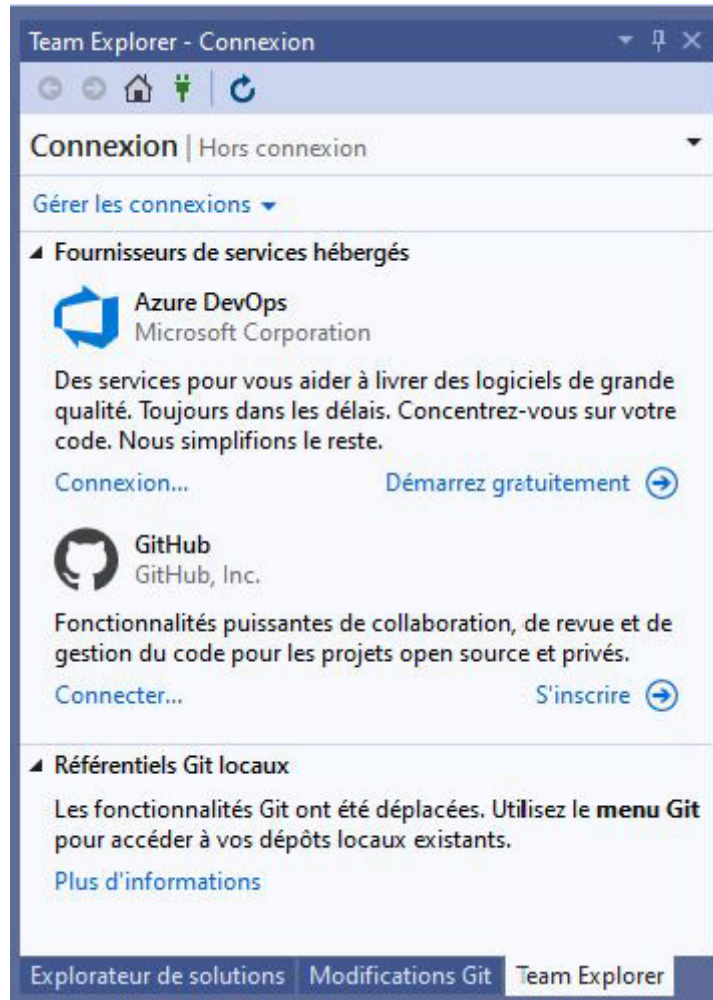 Team Explorer - Connexion
Connexion | Hors connexion
Gérer les connexions
Fournisseurs de services hébergés
Azure DevOps
Microsoft Corporation
Des services pour vous aider à livrer des logiciels de grande
qualité. Toujours dans les délais. Concentrez-vous sur votre
code. Nous simplifions le reste.
Connexion... Démarrez gratuitement
GitHub
GitHub, Inc.
Fonctionnalités puissantes de collaboration, de revue et de
gestion du code pour les projets open source et privés.
Connecter... S'inscrire
Référentiels Git locaux
Les fonctionnalités Git ont été déplacées. Utilisez le menu Git
pour accéder à vos dépôts locaux existants.
Plus d'informations
Explorateur de solutions Modifications Git Team Explorer